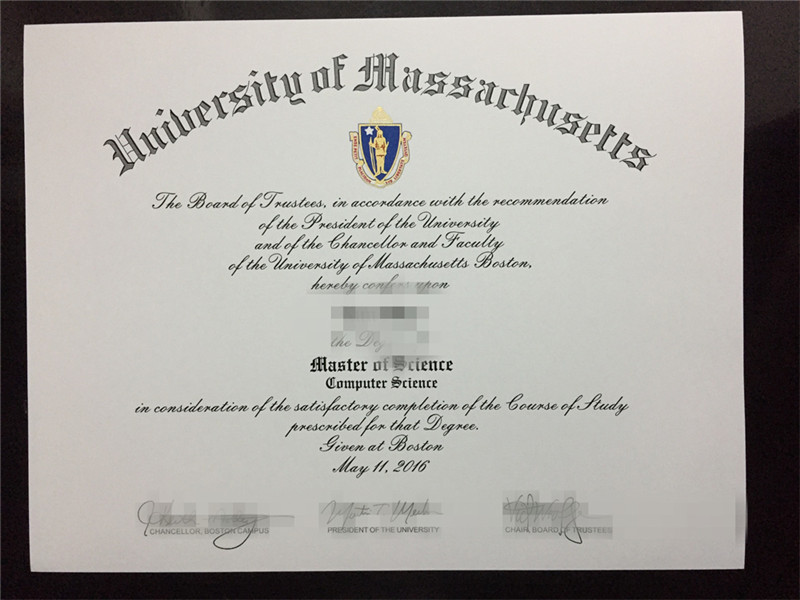 University of Massachusetts
The Board of Trustees, in accordance with the recommendation
of the President of the University
and of the Chancellor and Faculty
of the University of Massachusetts Boston,
hereby confers upon
the
Master of Science
Computer Science
in consideration of the satisfactory completion of the Course of Study
prescribed for that Degree.
Given at Boston
May 11, 2016
CHANCELLOR, BOSTON CAMPUS
PRESIDENT OF THE UNIVERSITY
CHAIR, BOARD OF TRUSTEES